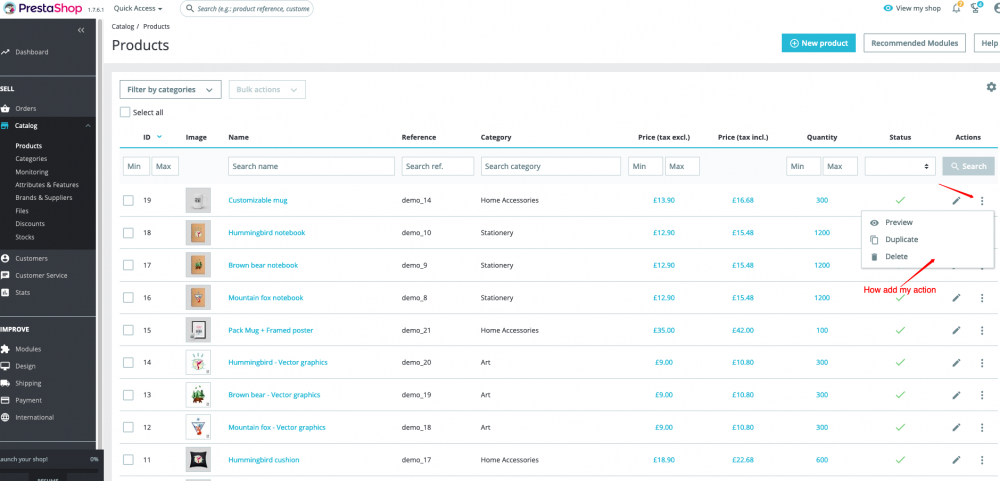 PrestaShop 1.7.6.1 Quick Access Search (e.g.: product reference, custome View my shop
Catalog / Products
Products
New product Recommended Modules Help
Dashboard
SELL
Orders
Catalog
Products
Categories
Monitoring
Attributes & Features
Brands & Suppliers
Files
Discounts
Stocks
Customers
Customer Service
Stats
IMPROVE
Modules
Design
Shipping
Payment
International
aunch your shop! 0%
Filter by categories Bulk actions
Select all
ID Image Name Reference Category Price (tax excl.) Price (tax incl.) Quantity Status Actions
Min Max Search name Search ref. Search category Min Max Min Max Search
19 Customizable mug demo_14 Home Accessories £13.90 £16.68 300
18 Hummingbird notebook demo_10 Stationery £12.90 £15.48 1200
17 Brown bear notebook demo_9 Stationery £12.90 £15.48 1200
16 Mountain fox notebook demo_8 Stationery £12.90 £15.48 1200
15 Pack Mug + Framed poster demo_21 Home Accessories £35.00 £42.00 100
14 Hummingbird - Vector graphics demo_20 Art £9.00 £10.80 300
13 Brown bear - Vector graphics demo_19 Art £9.00 £10.80 300
12 Mountain fox - Vector graphics demo_18 Art £9.00 £10.80 300
11 Hummingbird cushion demo_17 Home Accessories £18.90 £22.68 600
Preview
Duplicate
Delete
How add my action